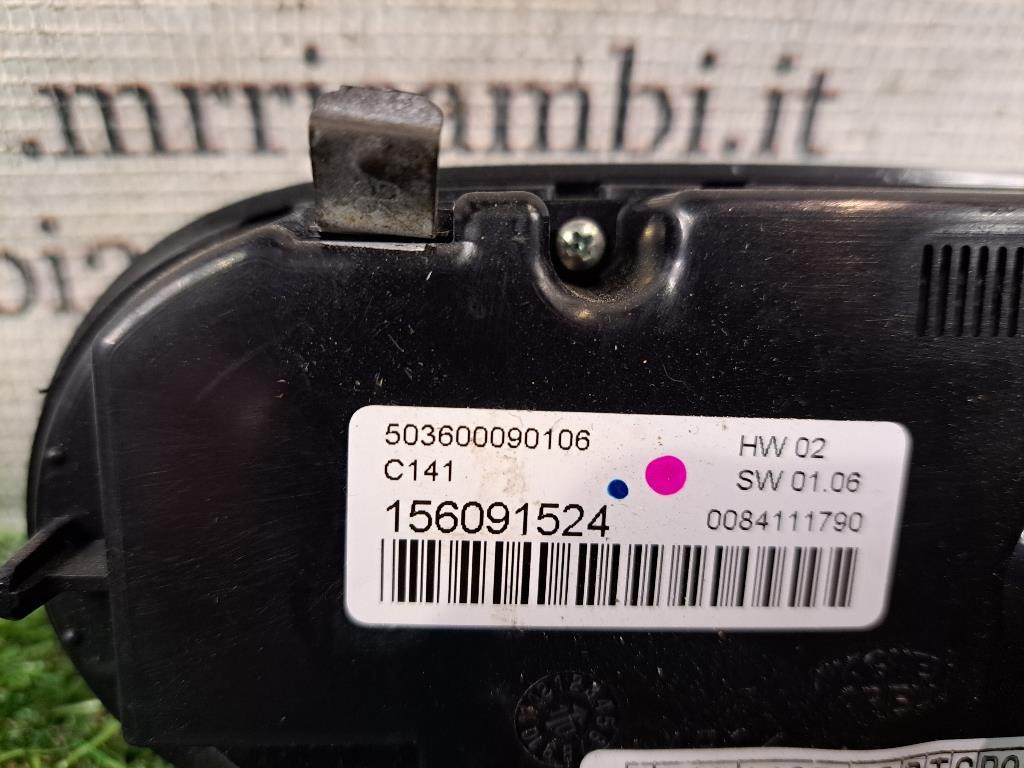 .mrricambi.it
503600090106
C141
156091524
HW 02
SW 01.06
0084111790